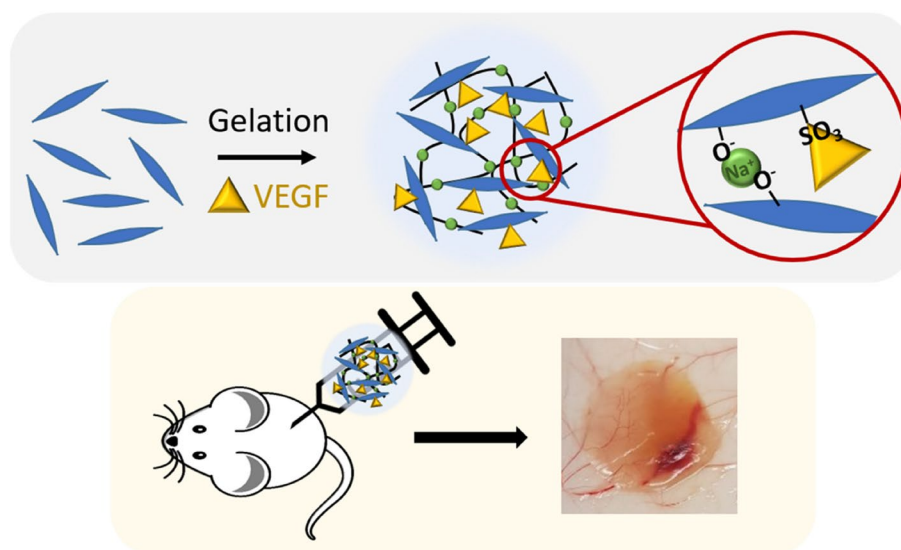 Gelation
VEGF
SO₃
O⁻
Na⁺
O⁻